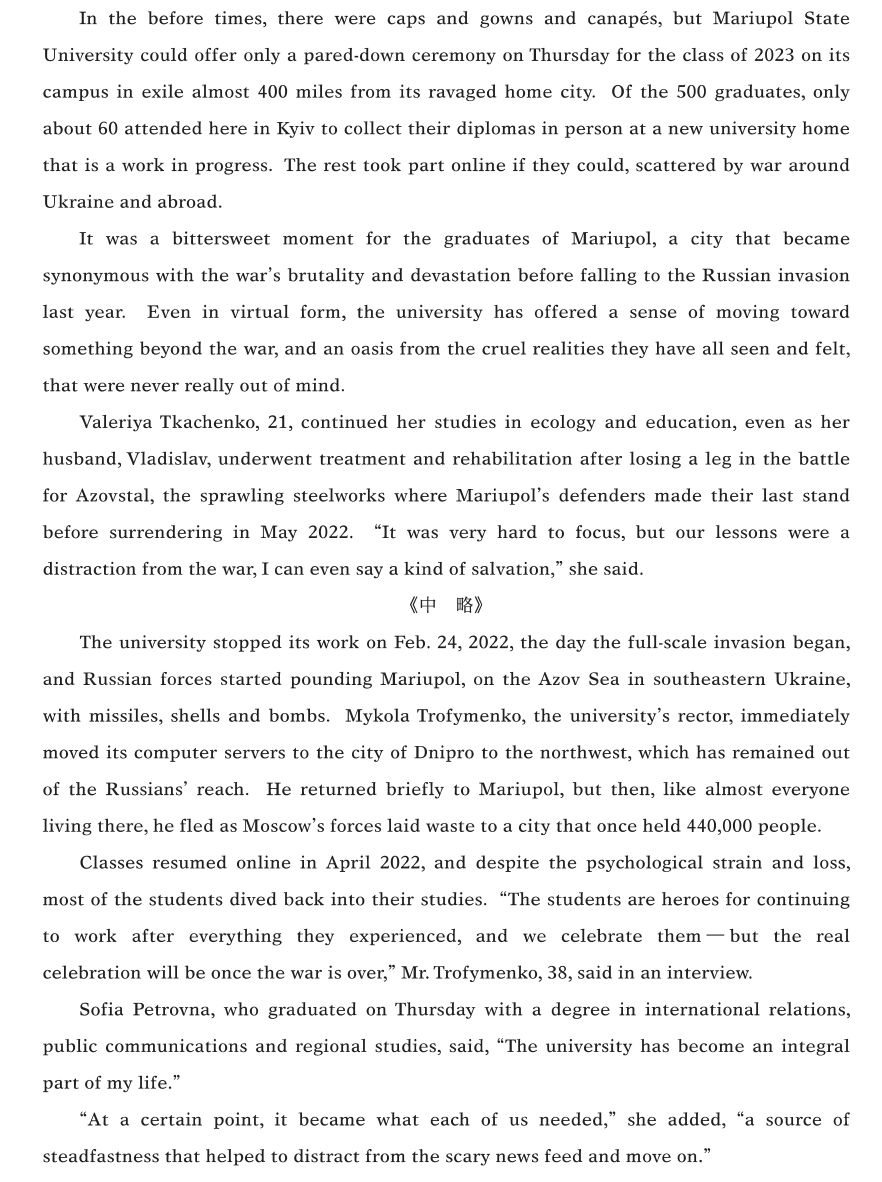 In the before times, there were caps and gowns and canapés, but Mariupol State
University could offer only a pared-down ceremony on Thursday for the class of 2023 on its
campus in exile almost 400 miles from its ravaged home city. Of the 500 graduates, only
about 60 attended here in Kyiv to collect their diplomas in person at a new university home
that is a work in progress. The rest took part online if they could, scattered by war around
Ukraine and abroad.
It was a bittersweet moment for the graduates of Mariupol, a city that became
synonymous with the war’s brutality and devastation before falling to the Russian invasion
last year. Even in virtual form, the university has offered a sense of moving toward
something beyond the war, and an oasis from the cruel realities they have all seen and felt,
that were never really out of mind.
Valeriya Tkachenko, 21, continued her studies in ecology and education, even as her
husband, Vladislav, underwent treatment and rehabilitation after losing a leg in the battle
for Azovstal, the sprawling steelworks where Mariupol’s defenders made their last stand
before surrendering in May 2022. “It was very hard to focus, but our lessons were a
distraction from the war, I can even say a kind of salvation,” she said.
《中　略》
The university stopped its work on Feb. 24, 2022, the day the full-scale invasion began,
and Russian forces started pounding Mariupol, on the Azov Sea in southeastern Ukraine,
with missiles, shells and bombs. Mykola Trofymenko, the university’s rector, immediately
moved its computer servers to the city of Dnipro to the northwest, which has remained out
of the Russians’ reach. He returned briefly to Mariupol, but then, like almost everyone
living there, he fled as Moscow’s forces laid waste to a city that once held 440,000 people.
Classes resumed online in April 2022, and despite the psychological strain and loss,
most of the students dived back into their studies. “The students are heroes for continuing
to work after everything they experienced, and we celebrate them — but the real
celebration will be once the war is over,” Mr. Trofymenko, 38, said in an interview.
Sofia Petrovna, who graduated on Thursday with a degree in international relations,
public communications and regional studies, said, “The university has become an integral
part of my life.”
“At a certain point, it became what each of us needed,” she added, “a source of
steadfastness that helped to distract from the scary news feed and move on.”